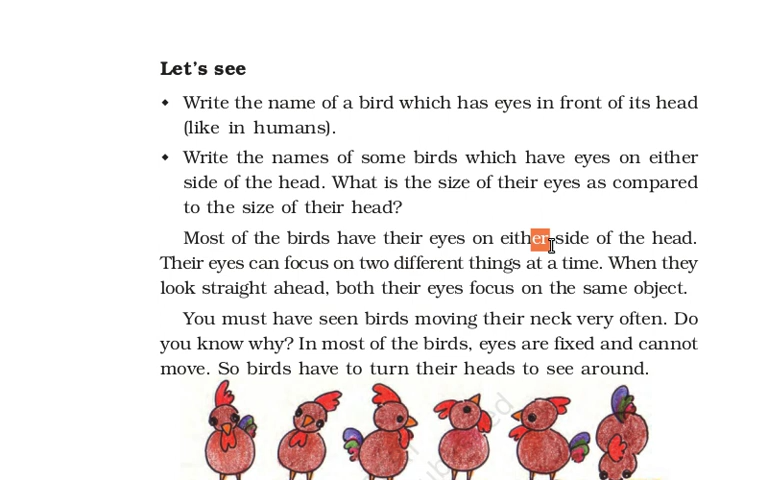 Let's see
◆ Write the name of a bird which has eyes in front of its head
(like in humans).
◆ Write the names of some birds which have eyes on either
side of the head. What is the size of their eyes as compared
to the size of their head?
Most of the birds have their eyes on either side of the head.
Their eyes can focus on two different things at a time. When they
look straight ahead, both their eyes focus on the same object.
You must have seen birds moving their neck very often. Do
you know why? In most of the birds, eyes are fixed and cannot
move. So birds have to turn their heads to see around.